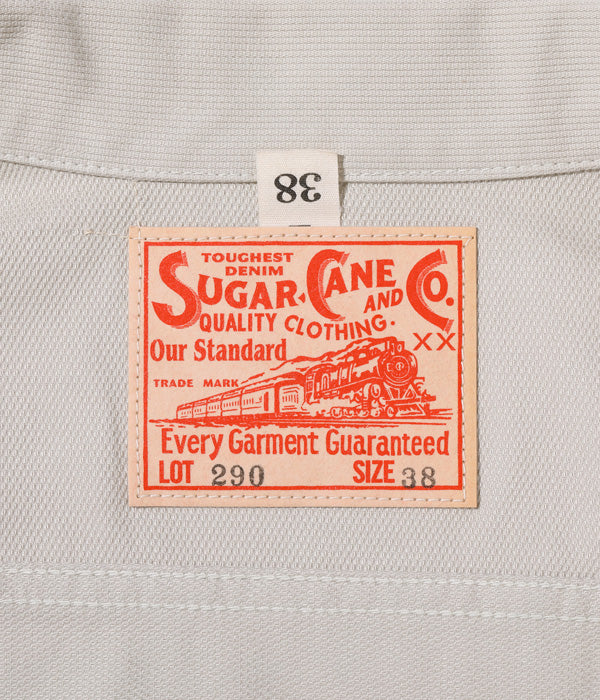 38
TOUGHEST
DENIM
SUGAR CANE AND CO.
QUALITY CLOTHING.
XX
Our Standard
TRADE MARK
Every Garment Guaranteed
LOT 290 SIZE 38